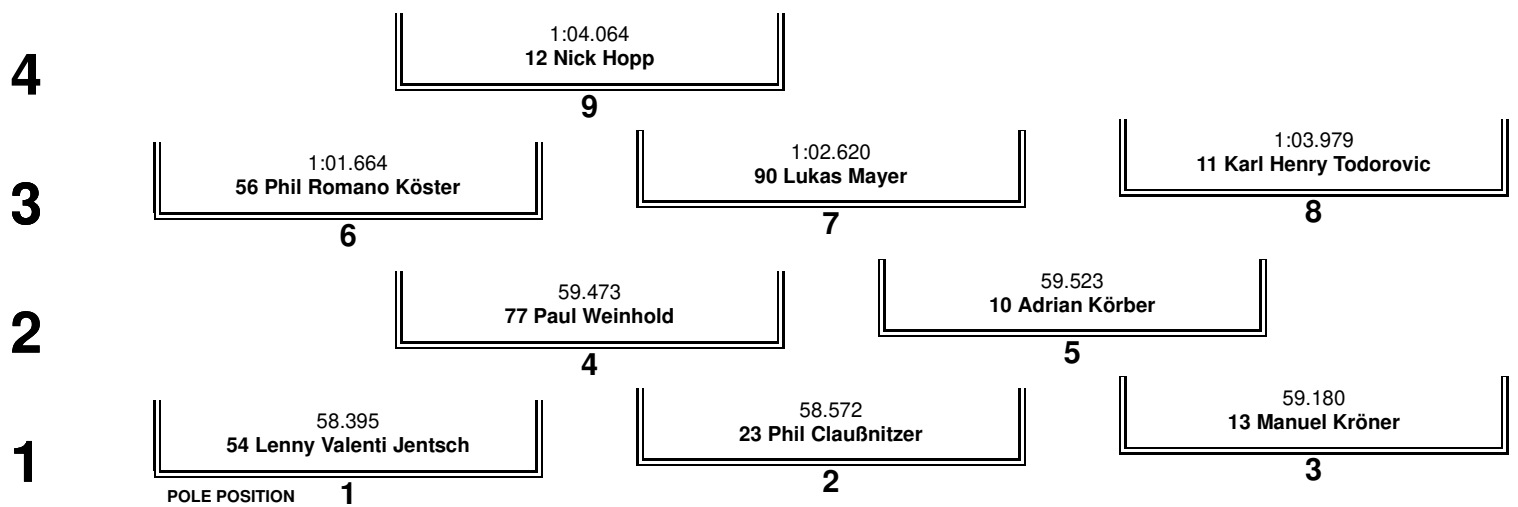 4
1:04.064
12 Nick Hopp
9
3
1:01.664
56 Phil Romano Köster
6
1:02.620
90 Lukas Mayer
7
1:03.979
11 Karl Henry Todorovic
8
2
59.473
77 Paul Weinhold
4
59.523
10 Adrian Körber
5
1
58.395
54 Lenny Valenti Jentsch
POLE POSITION 1
58.572
23 Phil Claußnitzer
2
59.180
13 Manuel Kröner
3